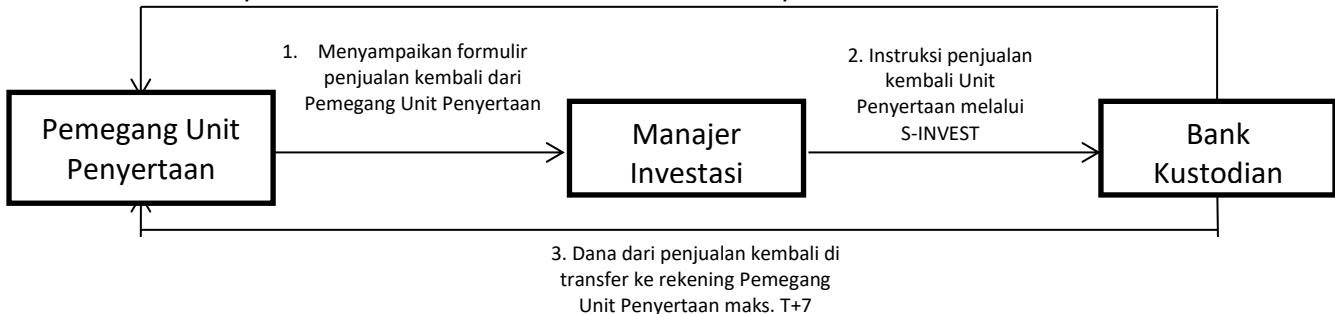 1. Menyampaikan formulir
penjualan kembali dari
Pemegang Unit Penyertaan
2. Instruksi penjualan
kembali Unit
Penyertaan melalui
S-INVEST
Pemegang Unit
Penyertaan
Manajer
Investasi
Bank
Kustodian
3. Dana dari penjualan kembali di
transfer ke rekening Pemegang
Unit Penyertaan maks. T+7